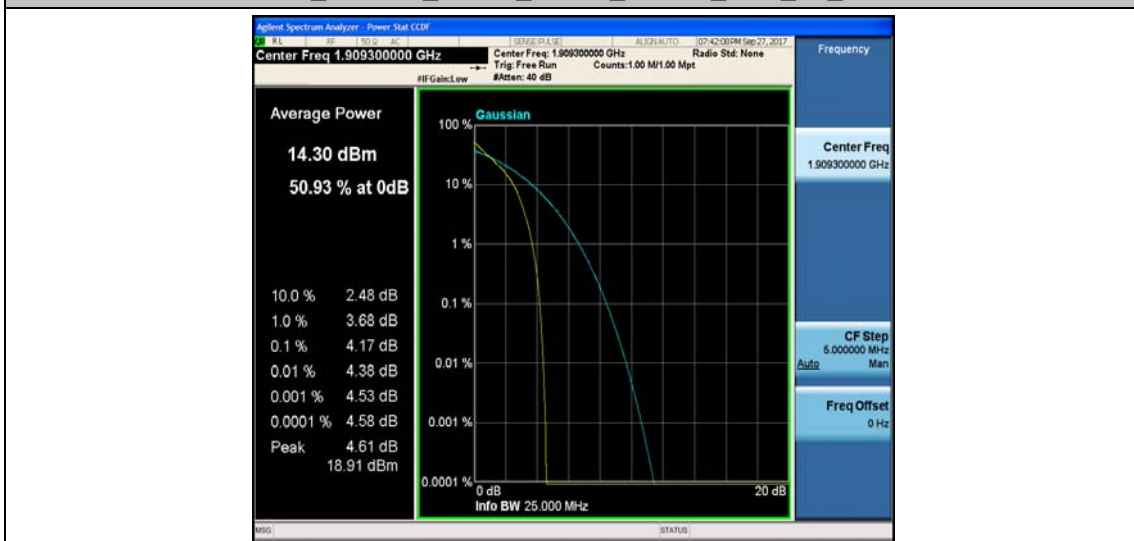 Agilent Spectrum Analyzer - Power Stat CCDF
RL RF 50 Ω AC SENSE:PULSE ALIGN AUTO 07:42:08 PM Sep 27, 2017
Center Freq 1.909300000 GHz
Center Freq: 1.909300000 GHz Radio Std: None
Trig: Free Run Counts:1.00 M/1.00 Mpt
#IFGain:Low #Atten: 40 dB
Frequency
Average Power
14.30 dBm
50.93 % at 0dB
10.0 % 2.48 dB
1.0 % 3.68 dB
0.1 % 4.17 dB
0.01 % 4.38 dB
0.001 % 4.53 dB
0.0001 % 4.58 dB
Peak 4.61 dB
18.91 dBm
Gaussian
100 %
10 %
1 %
0.1 %
0.01 %
0.001 %
0.0001 %
0 dB 20 dB
Info BW 25.000 MHz
Center Freq
1.909300000 GHz
CF Step
5.000000 MHz
Auto Man
Freq Offset
0 Hz
MSG STATUS